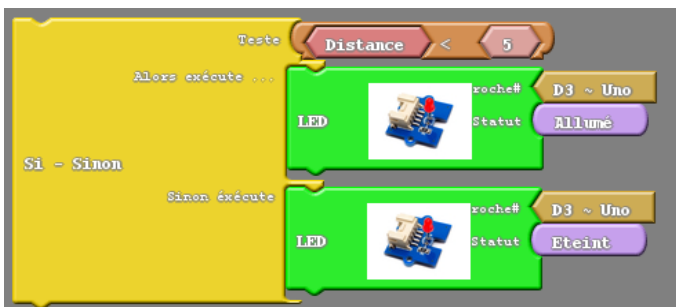 Teste
Distance < 5
Alors exécute ...
roche# D3 ~ Uno
LED
Statut Allumé
Si - Sinon
Sinon éxécute
roche# D3 ~ Uno
LED
Statut Eteint